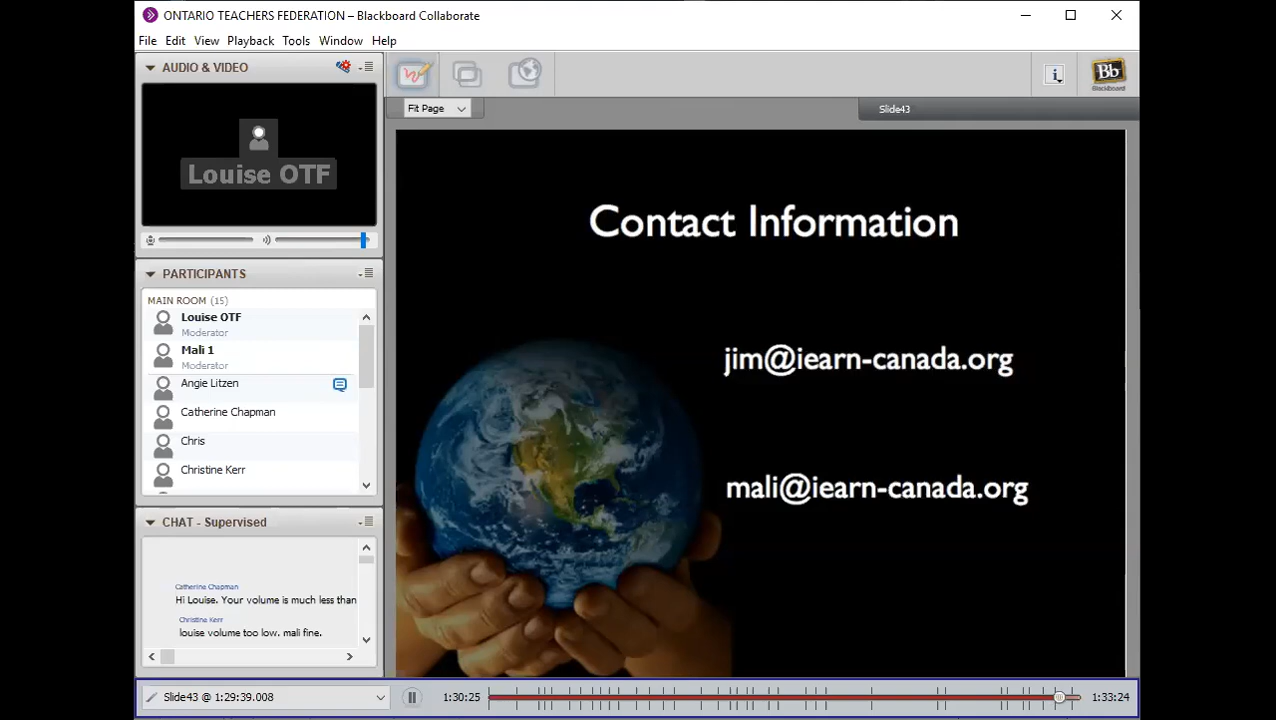 ONTARIO TEACHERS FEDERATION – Blackboard Collaborate
File Edit View Playback Tools Window Help
AUDIO & VIDEO
Louise OTF
PARTICIPANTS
MAIN ROOM (15)
Louise OTF
Moderator
Mali 1
Moderator
Angie Litzen
Catherine Chapman
Chris
Christine Kerr
CHAT - Supervised
Catherine Chapman
Hi Louise. Your volume is much less than
Christine Kerr
louise volume too low. mali fine.
Fit Page
Slide43
Bb
Blackboard
Contact Information
jim@iearn-canada.org
mali@iearn-canada.org
Slide43 @ 1:29:39.008
1:30:25
1:33:24